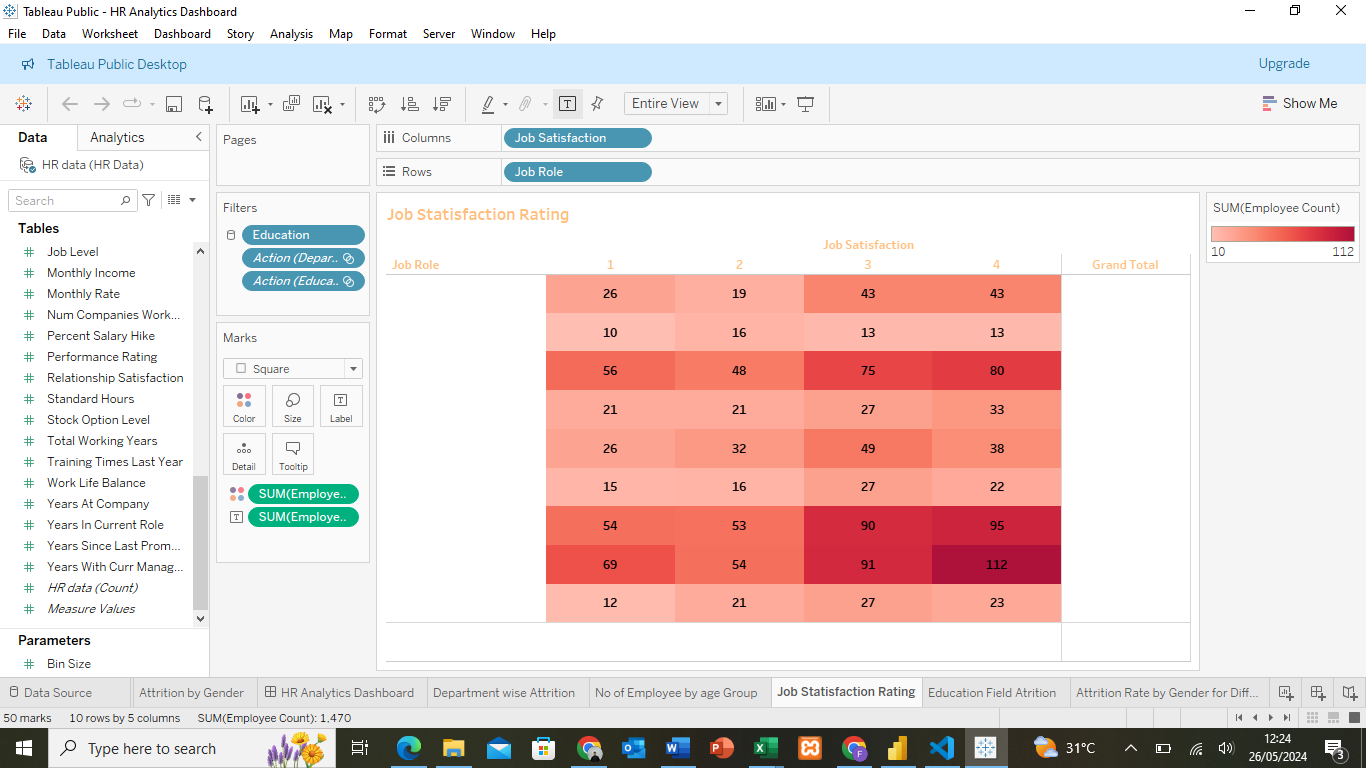 Tableau Public - HR Analytics Dashboard
File Data Worksheet Dashboard Story Analysis Map Format Server Window Help
Tableau Public Desktop Upgrade
T Entire View Show Me
Data Analytics
HR data (HR Data)
Search
Tables
Job Level
Monthly Income
Monthly Rate
Num Companies Work...
Percent Salary Hike
Performance Rating
Relationship Satisfaction
Standard Hours
Stock Option Level
Total Working Years
Training Times Last Year
Work Life Balance
Years At Company
Years In Current Role
Years Since Last Prom...
Years With Curr Manag...
HR data (Count)
Measure Values
Parameters
Bin Size
Pages
Filters
Education
Action (Depar..
Action (Educa..
Marks
Square
Color Size Label
Detail Tooltip
SUM(Employe..
SUM(Employe..
Columns Job Satisfaction
Rows Job Role
Job Statisfaction Rating
Job Satisfaction
Job Role 1 2 3 4 Grand Total
26 19 43 43
10 16 13 13
56 48 75 80
21 21 27 33
26 32 49 38
15 16 27 22
54 53 90 95
69 54 91 112
12 21 27 23
SUM(Employee Count)
10 112
Data Source Attrition by Gender HR Analytics Dashboard Department wise Attrition No of Employee by age Group Job Statisfaction Rating Education Field Atrition Attrition Rate by Gender for Diff...
50 marks 10 rows by 5 columns SUM(Employee Count): 1.470
Type here to search 31°C 12:24
26/05/2024 3